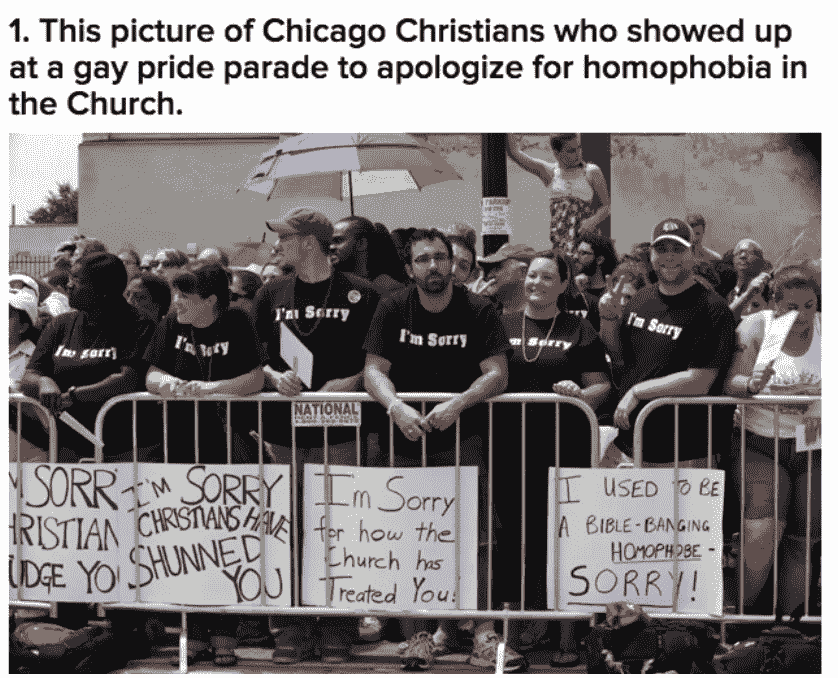 1. This picture of Chicago Christians who showed up
at a gay pride parade to apologize for homophobia in
the Church.
I'm sorry
I'm Sorry
I'm Sorry
I'm Sorry
Sorry
I'm Sorry
NATIONAL
SORR
RISTIAN
UDGE YO
I'M SORRY
CHRISTIANS HAVE
SHUNNED
YOU
I'm Sorry
for how the
Church has
Treated You!
I USED TO BE
A BIBLE-BANGING
HOMOPHOBE -
SORRY!